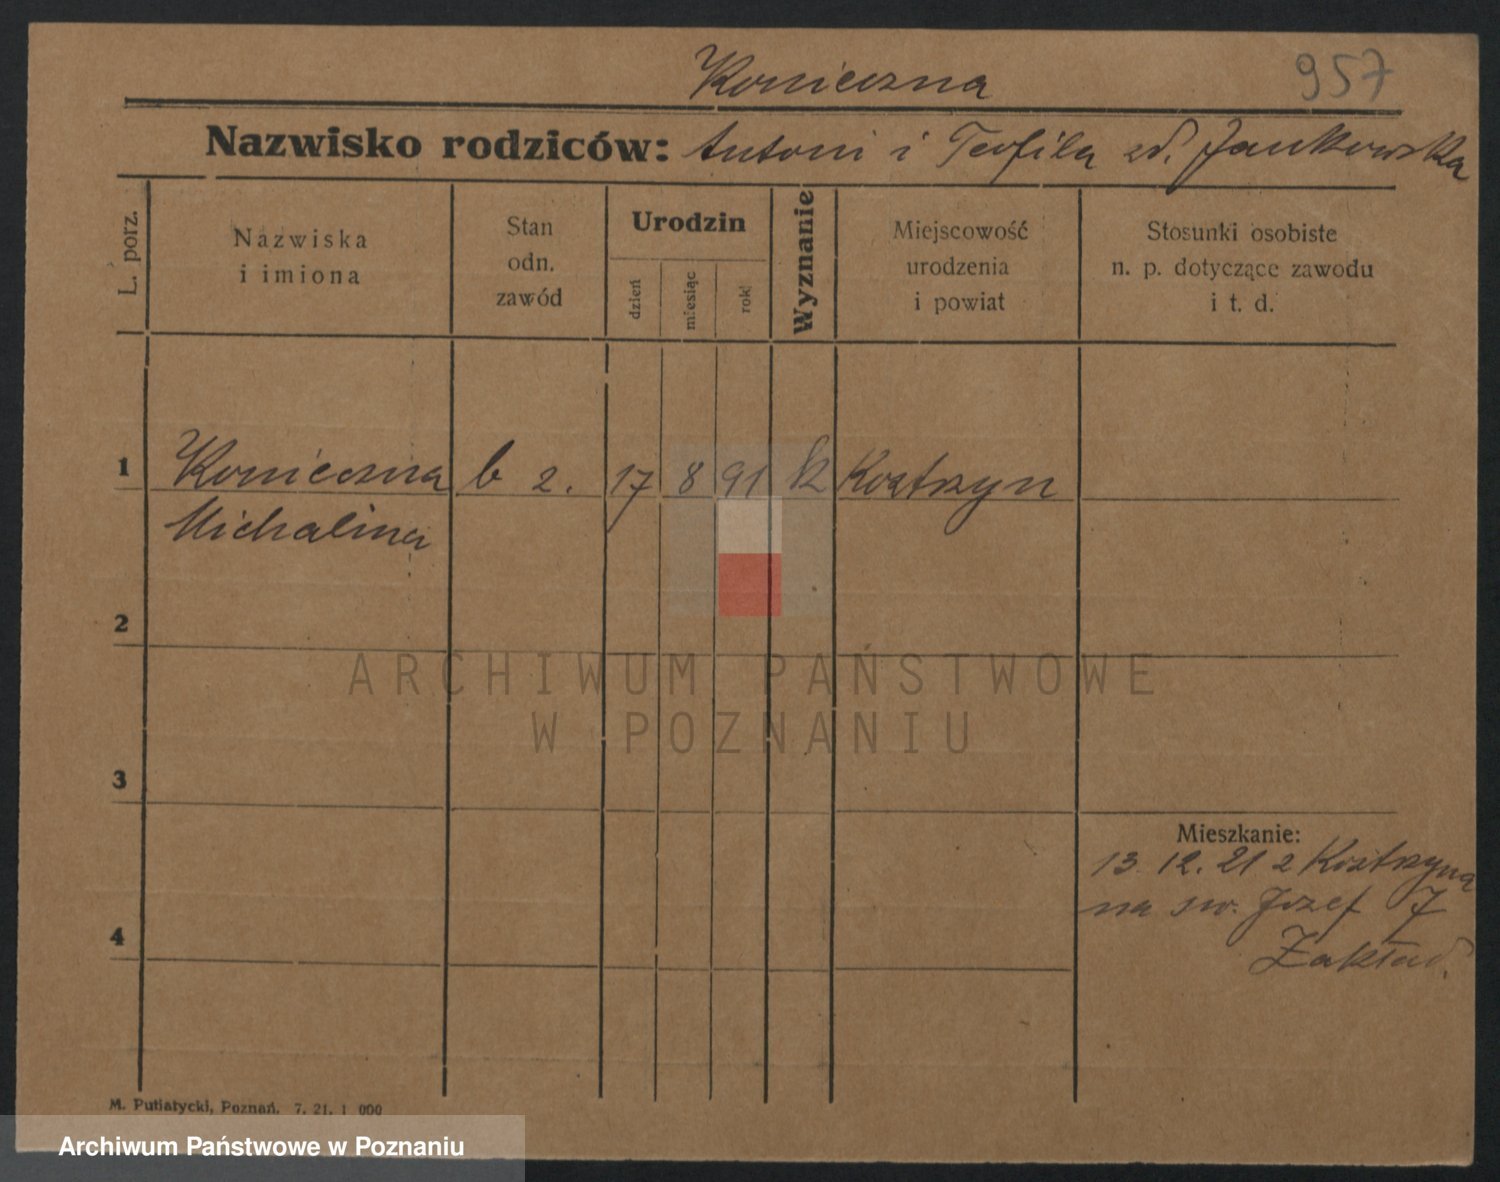 Konieczna 957
Nazwisko rodziców: Antoni i Teofila zd. Jankowska
L. porz.
Nazwiska
i imiona
Stan
odn.
zawód
Urodzin
dzień
miesiąc
rok
Wyznanie
Miejscowość
urodzenia
i powiat
Stosunki osobiste
n. p. dotyczące zawodu
i t. d.
1 Konieczna b z. 17 8 91 k Kostrzyn
Michalina
2
3
Mieszkanie:
13 12. 21 z Kostrzyna
na św. Józef 7
4
Zakład.
M. Putiatycki, Poznań. 7. 21. 1 000
ARCHIWUM PAŃSTWOWE
W POZNANIU
Archiwum Państwowe w Poznaniu